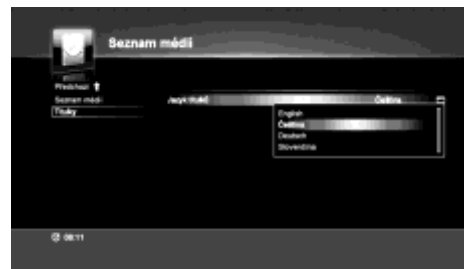 Seznam médií
Předchozí
Seznam médií
Jazyk titulků Čeština
Titulky
English
Čeština
Deutsch
Slovenčina
08:11